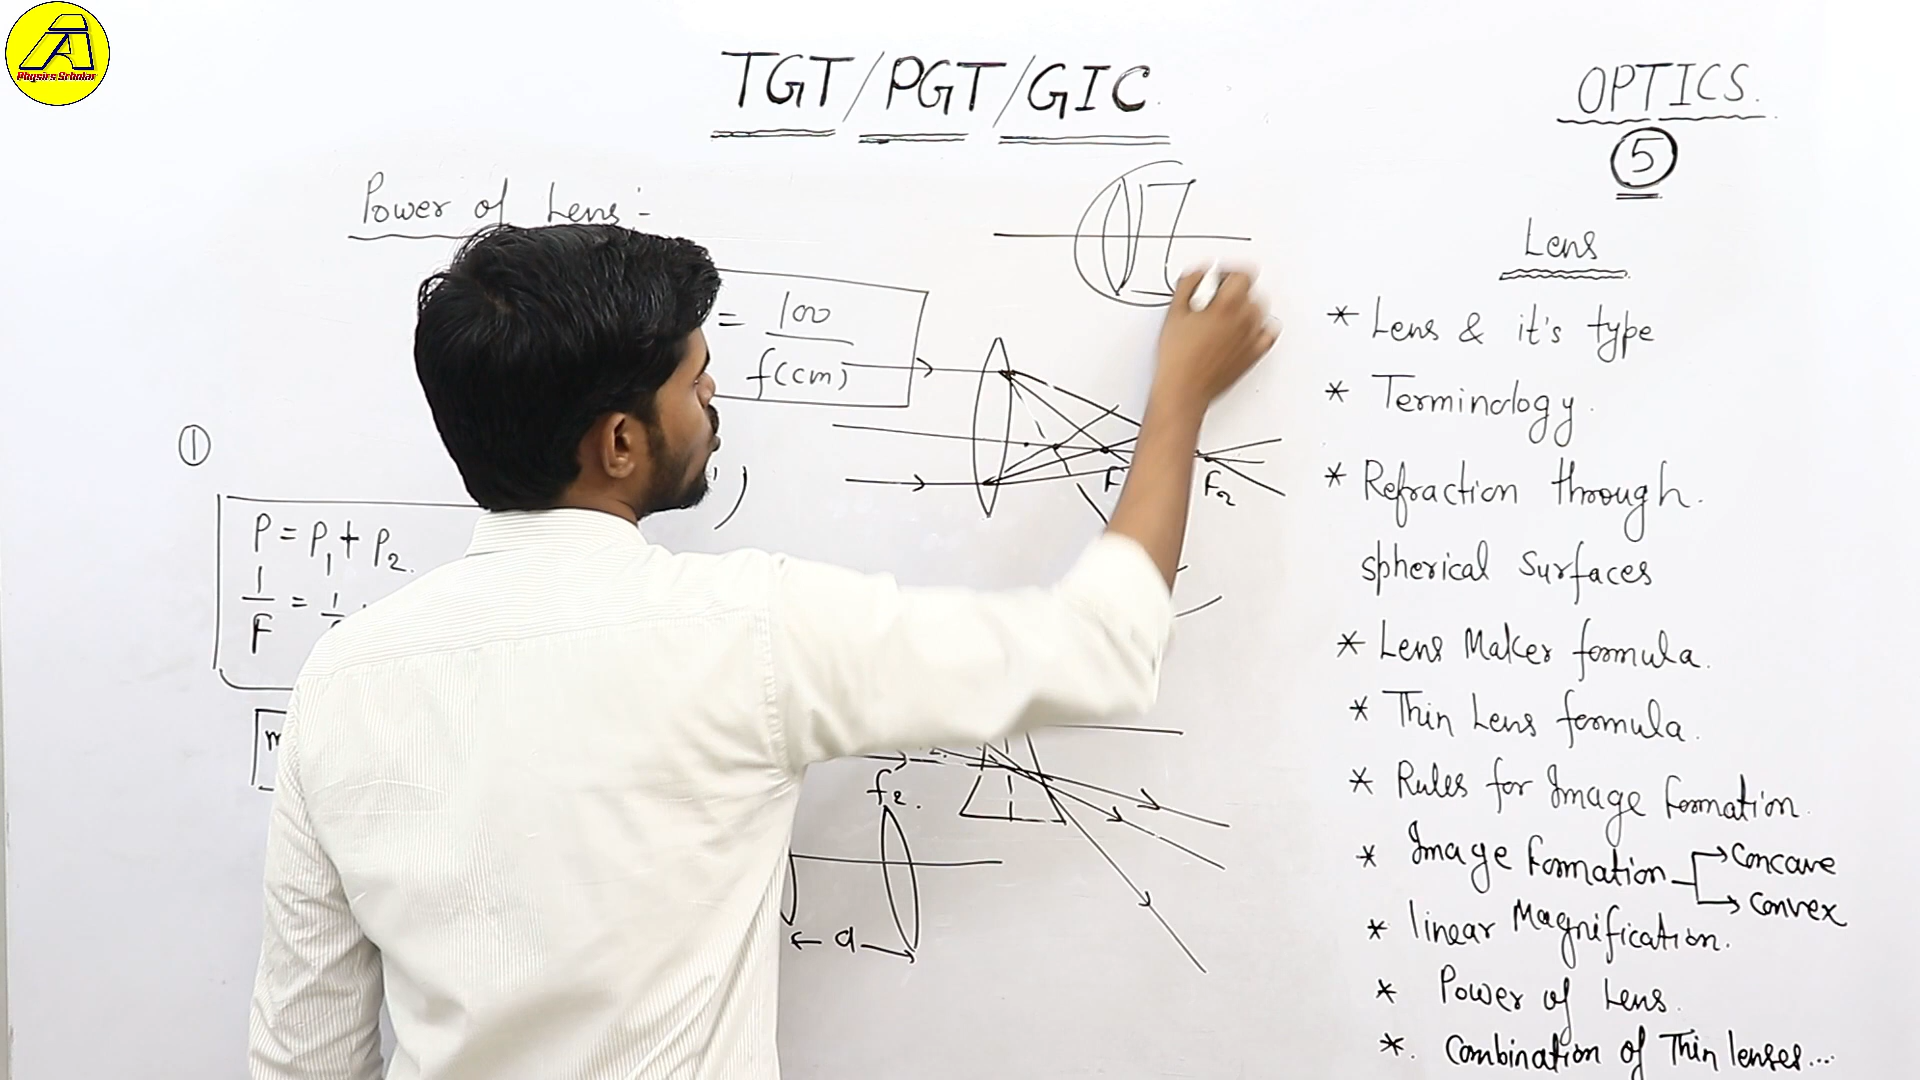 Physics Scholar
TGT/PGT/GIC
OPTICS.
5
Power of Lens:-
= 100
f(cm)
①
P = P1 + P2.
1 = 1
F
m
F
F2
f2.
d
Lens
* Lens & it's type
* Terminology.
* Refraction through.
spherical surfaces
* Lens Maker formula.
* Thin Lens formula.
* Rules for Image formation.
* Image formation → Concave
→ Convex
* linear Magnification.
* Power of Lens.
*. Combination of Thin lenses...